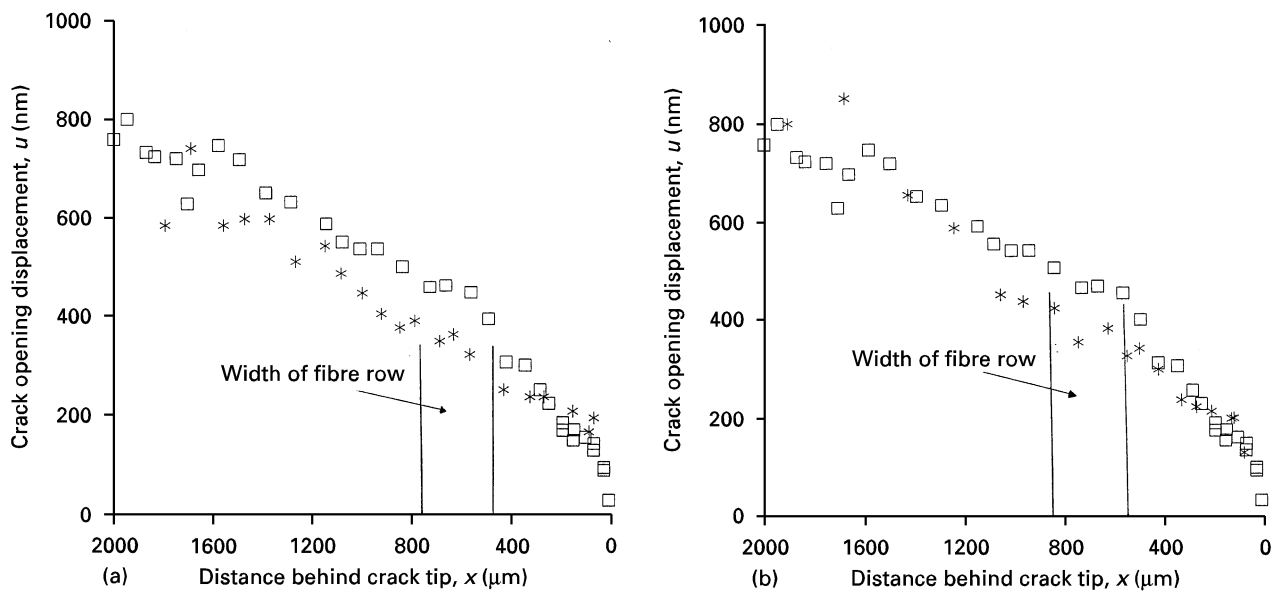 1000
800
600
400
200
0
Crack opening displacement, u (nm)
Width of fibre row
2000 1600 1200 800 400 0
(a) Distance behind crack tip, x (μm)
1000
800
600
400
200
0
Crack opening displacement, u (nm)
Width of fibre row
2000 1600 1200 800 400 0
(b) Distance behind crack tip, x (μm)